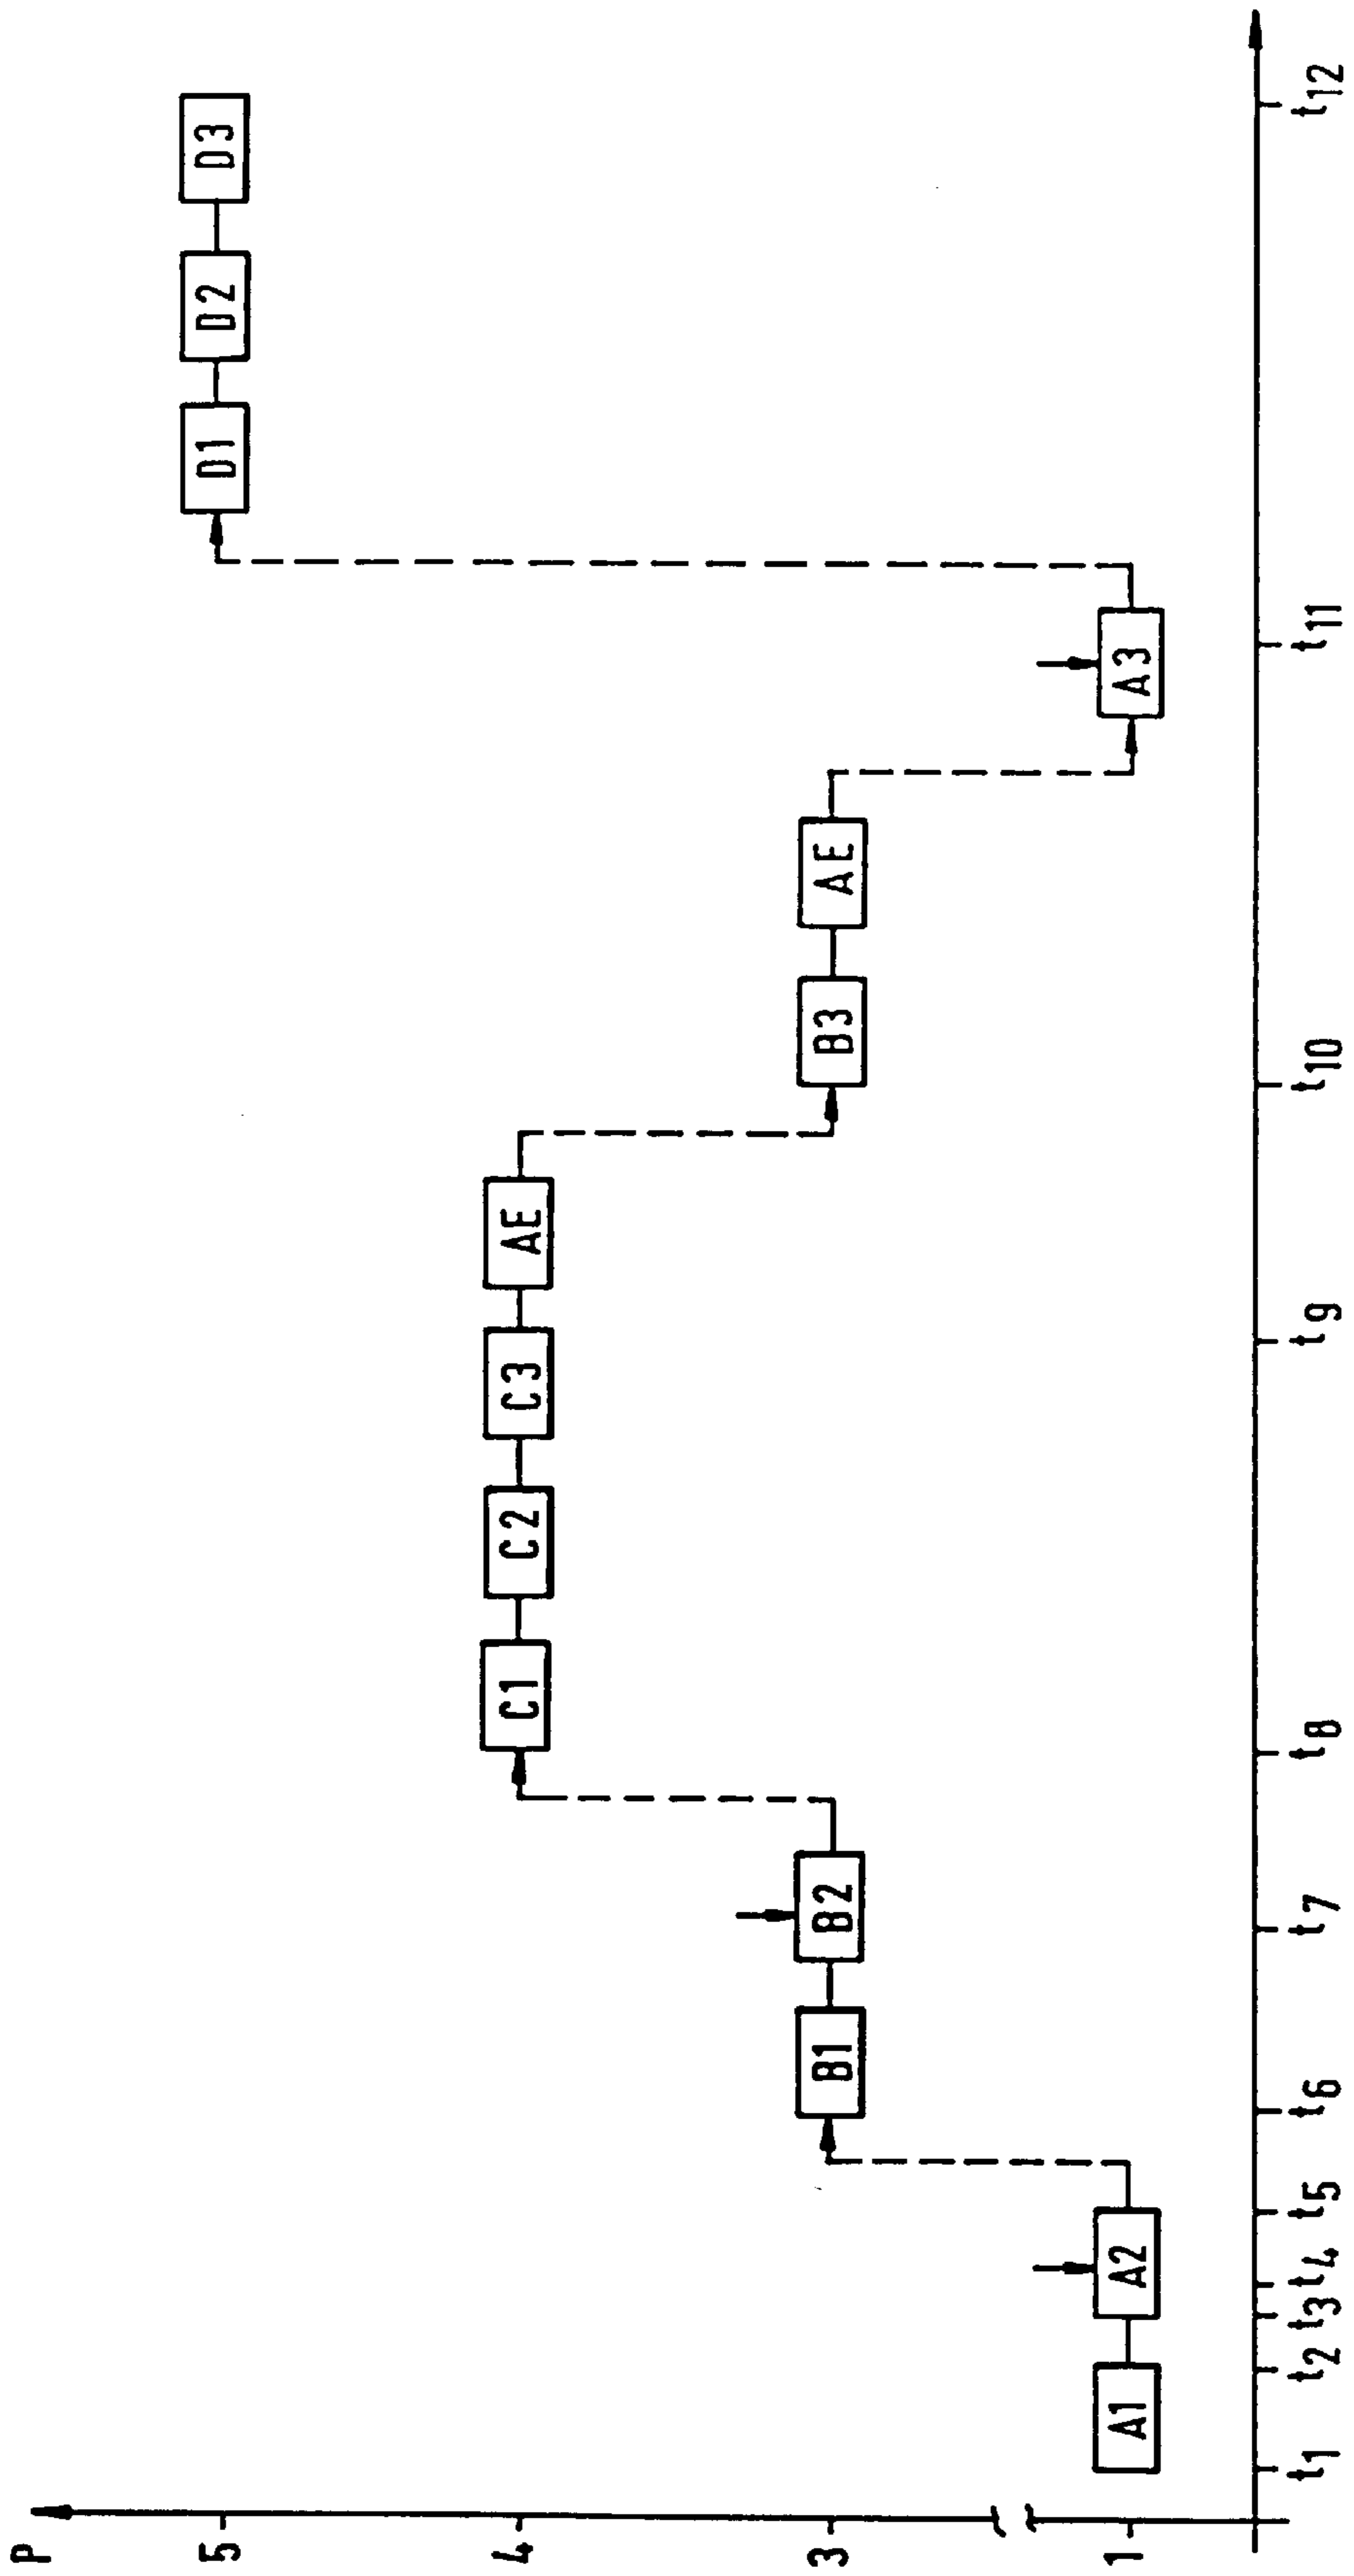 P
5
D1 D2 D3
4
C1 C2 C3 AE
3
B1 B2 B3 AE
1
A1 A2 A3
t1 t2 t3 t4 t5 t6 t7 t8 t9 t10 t11 t12